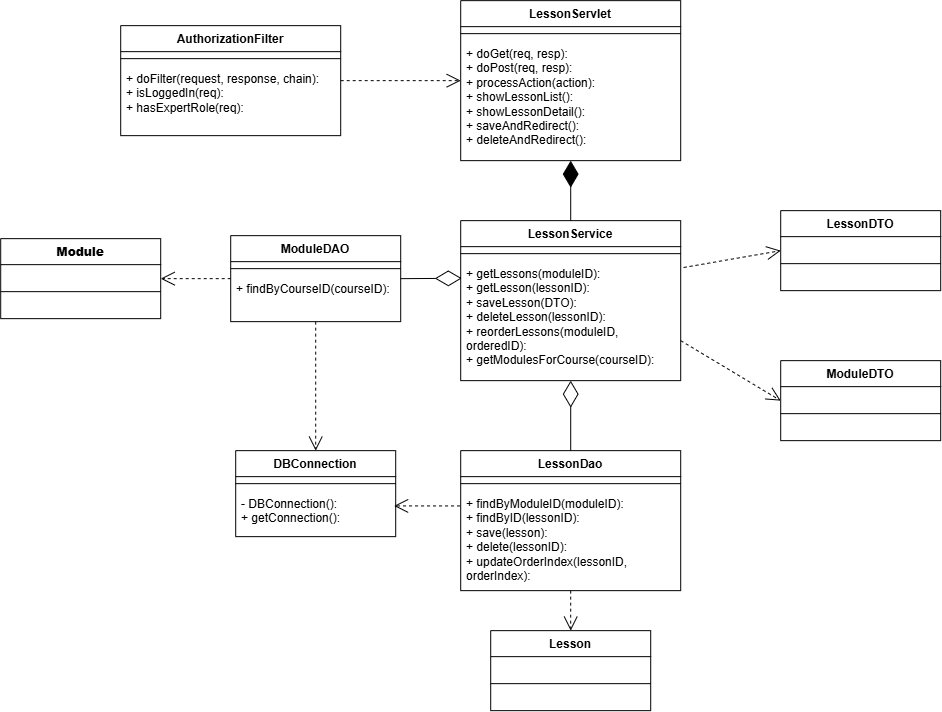 LessonServlet
+ doGet(req, resp):
+ doPost(req, resp):
+ processAction(action):
+ showLessonList():
+ showLessonDetail():
+ saveAndRedirect():
+ deleteAndRedirect():
AuthorizationFilter
+ doFilter(request, response, chain):
+ isLoggedIn(req):
+ hasExpertRole(req):
Module
ModuleDAO
+ findByCourseID(courseID):
LessonService
+ getLessons(moduleID):
+ getLesson(lessonID):
+ saveLesson(DTO):
+ deleteLesson(lessonID):
+ reorderLessons(moduleID,
orderedID):
+ getModulesForCourse(courseID):
LessonDTO
ModuleDTO
DBConnection
- DBConnection():
+ getConnection():
LessonDao
+ findByModuleID(moduleID):
+ findByID(lessonID):
+ save(lesson):
+ delete(lessonID):
+ updateOrderIndex(lessonID,
orderIndex):
Lesson